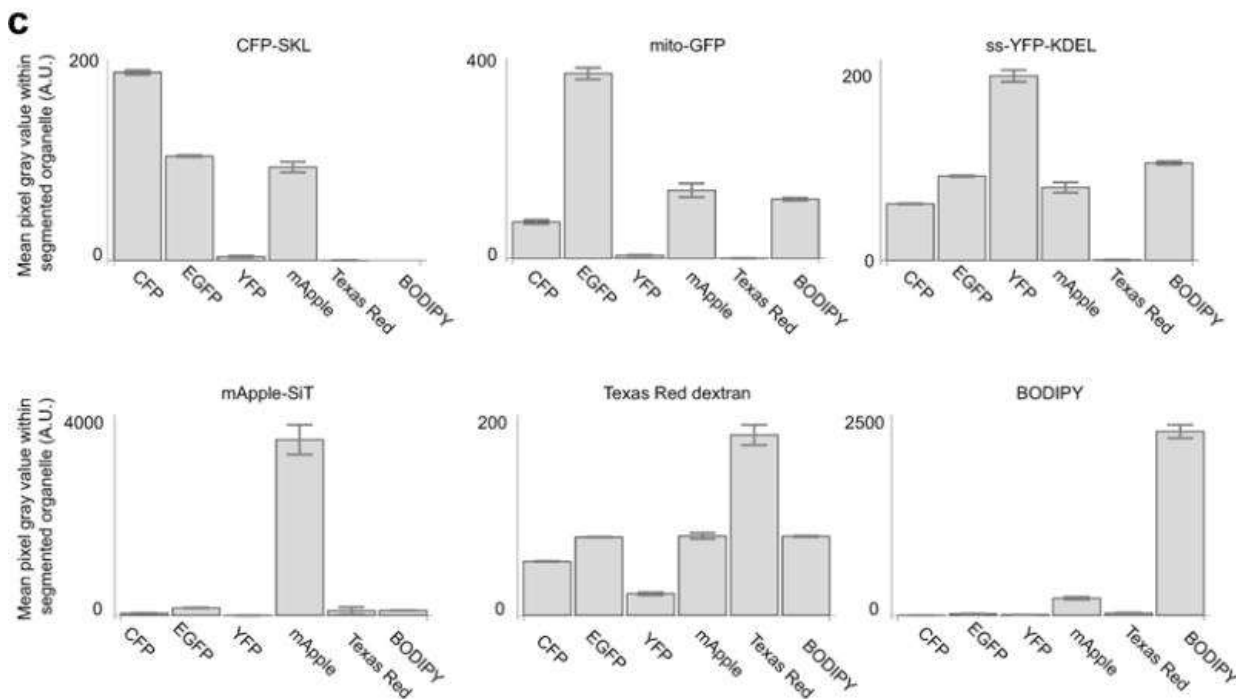 c
CFP-SKL
mito-GFP
ss-YFP-KDEL
Mean pixel gray value within
segmented organelle (A.U.)
200
0
CFP
EGFP
YFP
mApple
Texas Red
BODIPY
400
0
CFP
EGFP
YFP
mApple
Texas Red
BODIPY
200
0
CFP
EGFP
YFP
mApple
Texas Red
BODIPY
mApple-SiT
Texas Red dextran
BODIPY
Mean pixel gray value within
segmented organelle (A.U.)
4000
0
CFP
EGFP
YFP
mApple
Texas Red
BODIPY
200
0
CFP
EGFP
YFP
mApple
Texas Red
BODIPY
2500
0
CFP
EGFP
YFP
mApple
Texas Red
BODIPY